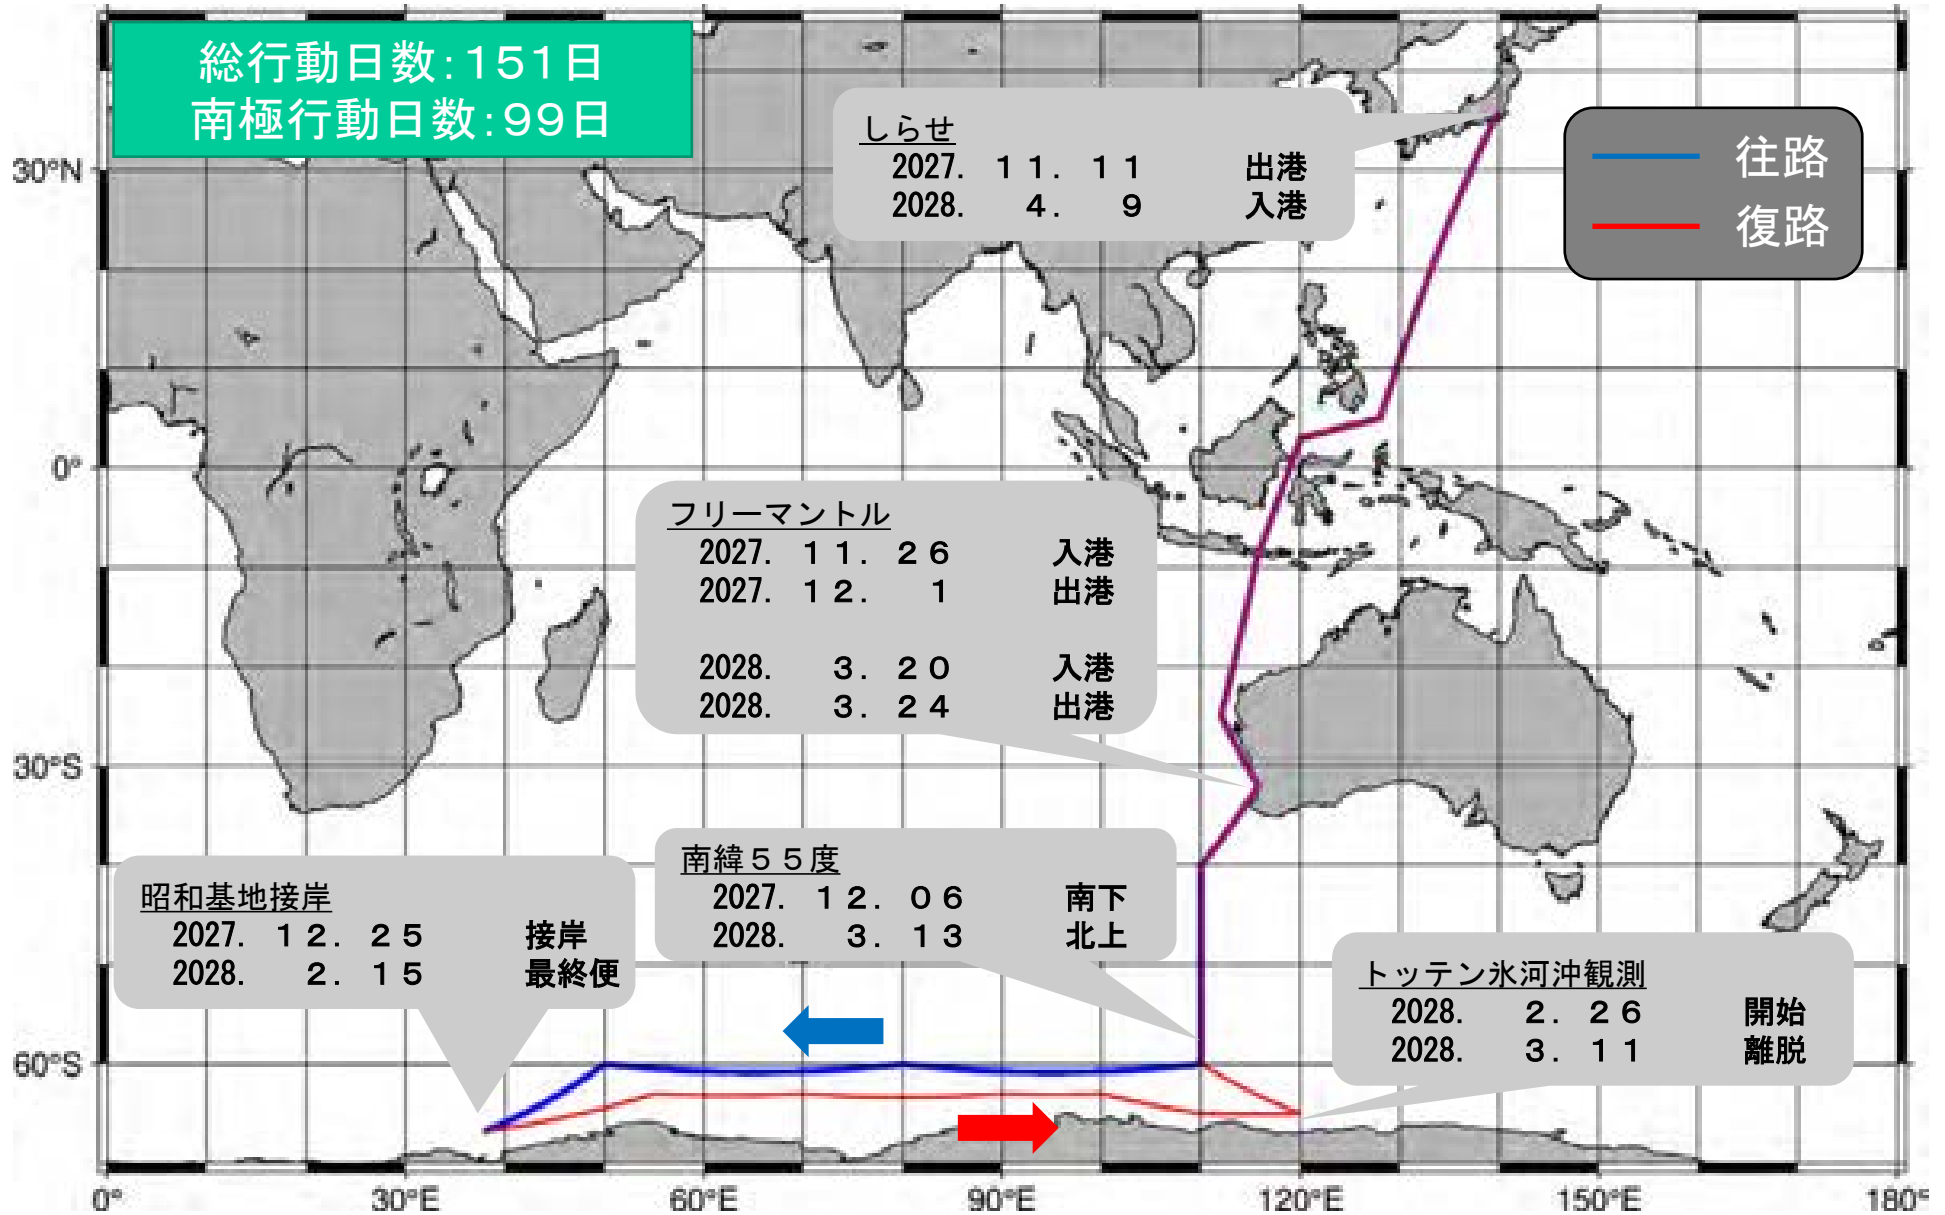 総行動日数:151日
南極行動日数:99日
しらせ
2027. 11. 11 出港
2028. 4. 9 入港
往路
復路
30°N
0°
30°S
60°S
フリーマントル
2027. 11. 26 入港
2027. 12. 1 出港
2028. 3. 20 入港
2028. 3. 24 出港
南緯55度
2027. 12. 06 南下
2028. 3. 13 北上
昭和基地接岸
2027. 12. 25 接岸
2028. 2. 15 最終便
トッテン氷河沖観測
2028. 2. 26 開始
2028. 3. 11 離脱
0° 30°E 60°E 90°E 120°E 150°E 180°